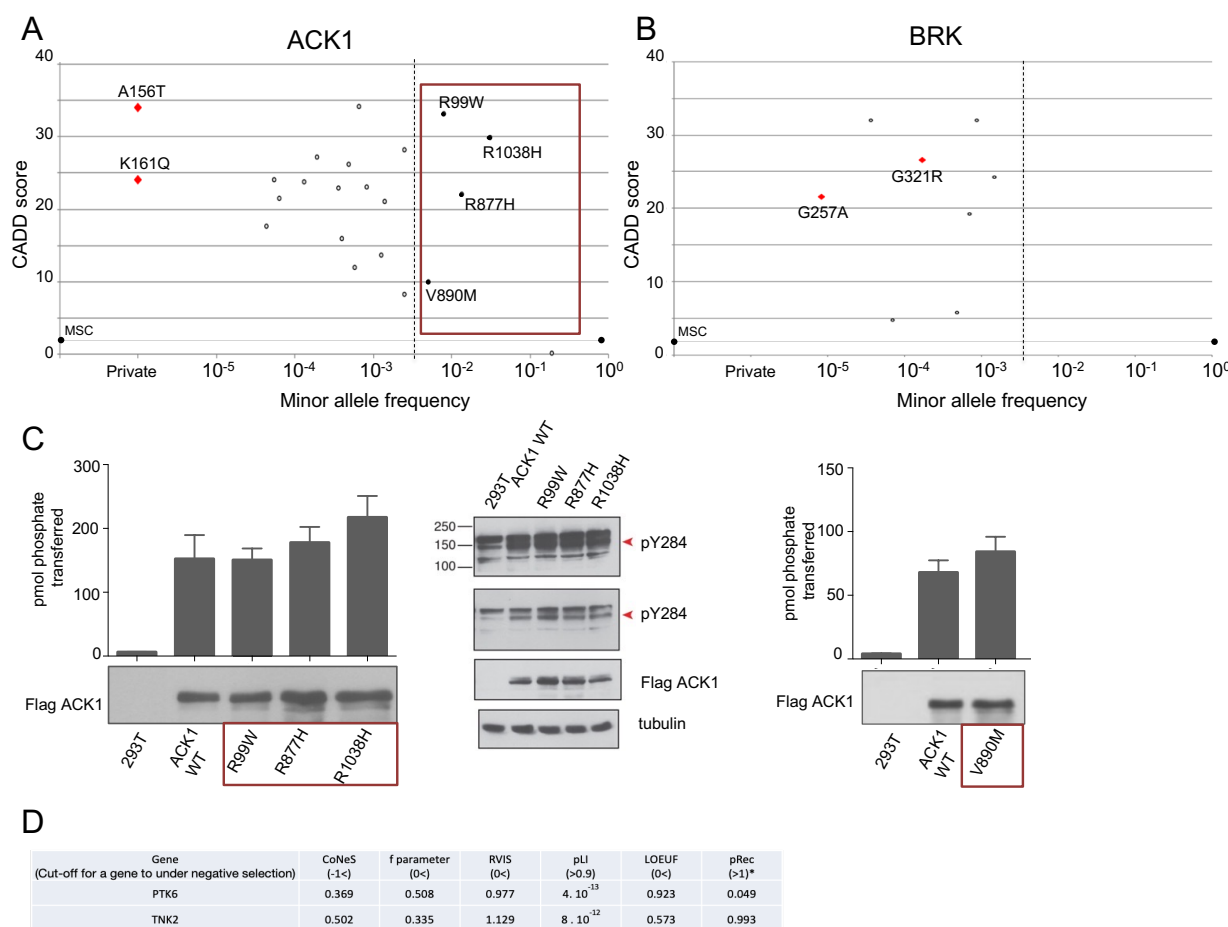 A
ACK1
40
30
20
10
0
CADD score
A156T
K161Q
R99W
R1038H
R877H
V890M
MSC
Private 10-5 10-4 10-3 10-2 10-1 100
Minor allele frequency
B
BRK
40
30
20
10
0
CADD score
G321R
G257A
MSC
Private 10-5 10-4 10-3 10-2 10-1 100
Minor allele frequency
C
pmol phosphate
transferred
300
200
100
0
Flag ACK1
293T
ACK1
WT
R99W
R877H
R1038H
293T
ACK1 WT
R99W
R877H
R1038H
250
150
100
pY284
pY284
Flag ACK1
tubulin
pmol phosphate
transferred
150
100
50
0
Flag ACK1
293T
ACK1
WT
V890M
D
Gene CoNeS f parameter RVIS pLI LOEUF pRec
(Cut-off for a gene to under negative selection) (-1<) (0<) (0<) (>0.9) (0<) (>1)*
PTK6 0.369 0.508 0.977 4. 10-13 0.923 0.049
TNK2 0.502 0.335 1.129 8 . 10-12 0.573 0.993